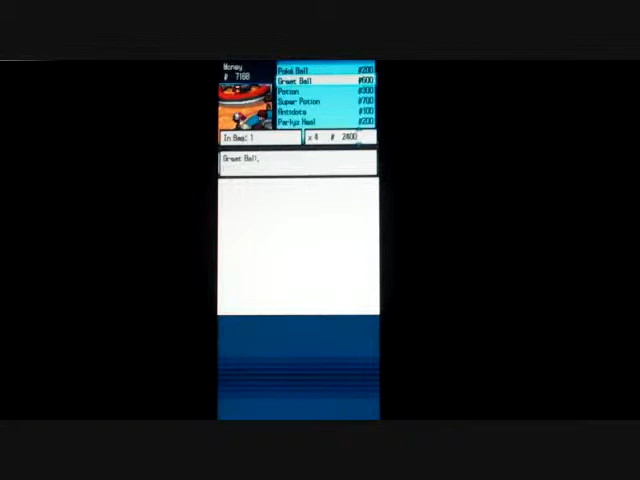 Money
₽ 7160
Poké Ball ₽200
Great Ball ₽600
Potion ₽300
Super Potion ₽700
Antidote ₽100
Parlyz Heal ₽200
In Bag: 1
x 4 ₽ 2400
Great Ball,